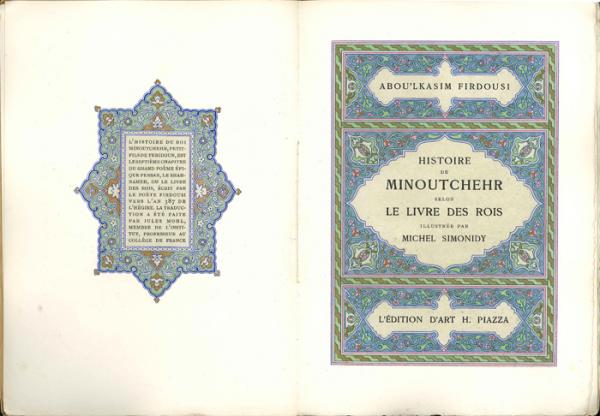 L'HISTOIRE DU ROI
MINOUTCHEHR, PETIT-
FILS DE FERIDOUN, EST
LE SEPTIÈME CHAPITRE
DU GRAND POÈME ÉPI-
QUE PERSAN, LE SHAH-
NAMEH, OU LE LIVRE
DES ROIS, ÉCRIT PAR
LE POÈTE FIRDOUSI
VERS L'AN 387 DE
L'HÉGIRE. LA TRADUC-
TION A ÉTÉ FAITE
PAR JULES MOHL,
MEMBRE DE L'INSTI-
TUT, PROFESSEUR AU
COLLÈGE DE FRANCE
ABOU'LKASIM FIRDOUSI
HISTOIRE
DE
MINOUTCHEHR
SELON
LE LIVRE DES ROIS
ILLUSTRÉE PAR
MICHEL SIMONIDY
L'ÉDITION D'ART H. PIAZZA